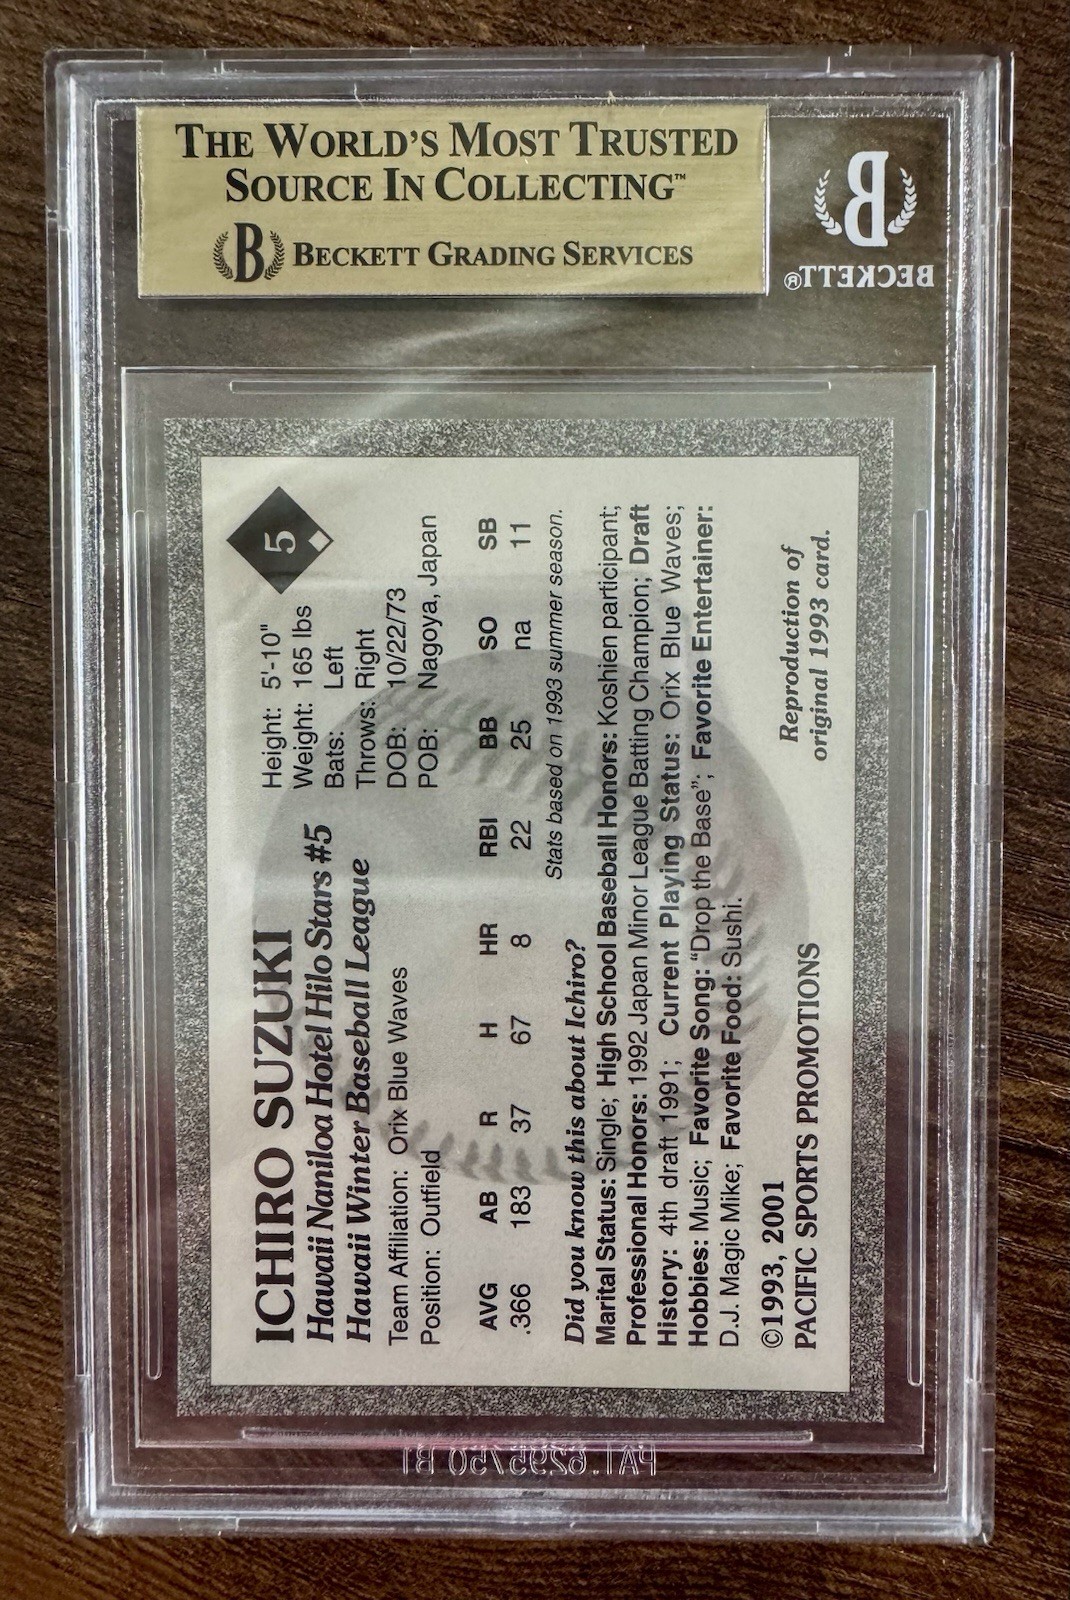 THE WORLD'S MOST TRUSTED
SOURCE IN COLLECTING™
B BECKETT GRADING SERVICES
B
BECKETT®
5
ICHIRO SUZUKI
Hawaii Naniloa Hotel Hilo Stars #5
Hawaii Winter Baseball League
Team Affiliation: Orix Blue Waves
Position: Outfield
Height: 5'-10"
Weight: 165 lbs
Bats: Left
Throws: Right
DOB: 10/22/73
POB: Nagoya, Japan
AVG AB R H HR RBI BB SO SB
.366 183 37 67 8 22 25 na 11
Stats based on 1993 summer season.
Did you know this about Ichiro?
Marital Status: Single; High School Baseball Honors: Koshien participant;
Professional Honors: 1992 Japan Minor League Batting Champion; Draft
History: 4th draft 1991; Current Playing Status: Orix Blue Waves;
Hobbies: Music; Favorite Song: "Drop the Base"; Favorite Entertainer:
D.J. Magic Mike; Favorite Food: Sushi.
©1993, 2001
PACIFIC SPORTS PROMOTIONS
Reproduction of
original 1993 card.